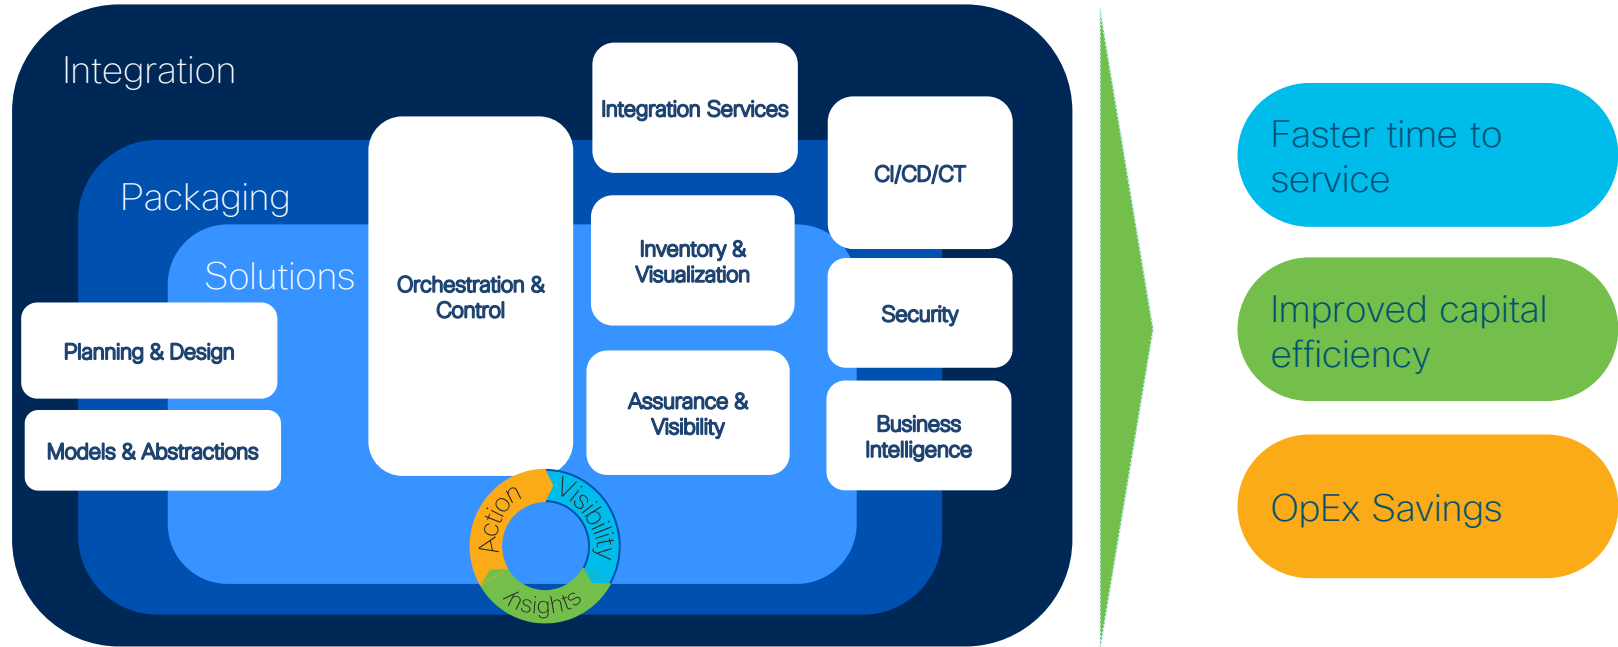 Integration
Packaging
Solutions
Planning & Design
Models & Abstractions
Orchestration &
Control
Integration Services
Inventory &
Visualization
Assurance &
Visibility
CI/CD/CT
Security
Business
Intelligence
Action
Visibility
Insights
Faster time to
service
Improved capital
efficiency
OpEx Savings